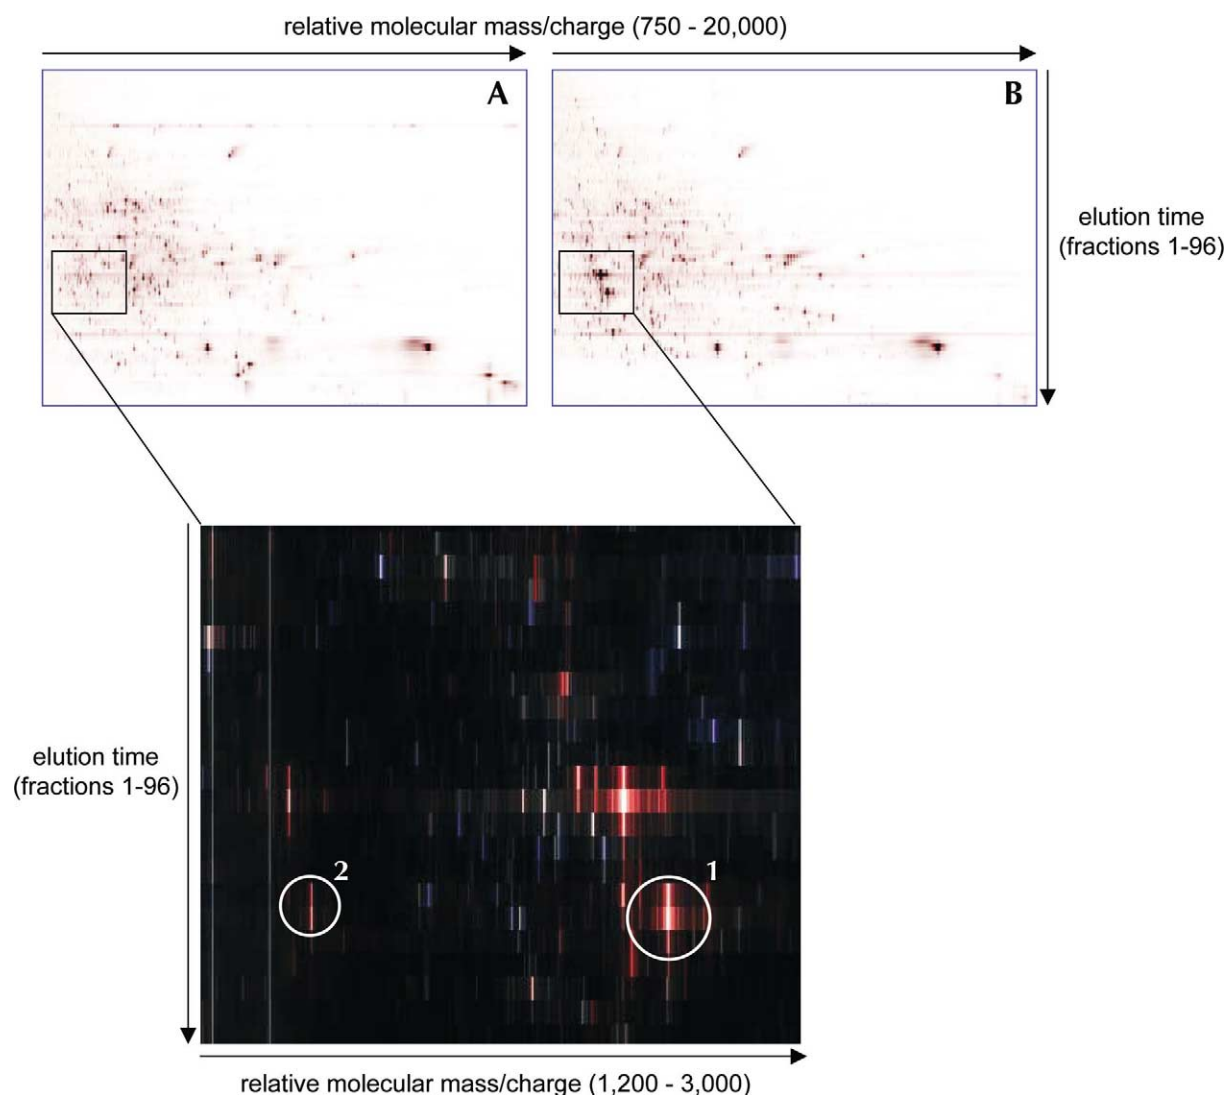 relative molecular mass/charge (750 - 20,000)
A
B
elution time
(fractions 1-96)
elution time
(fractions 1-96)
2
1
relative molecular mass/charge (1,200 - 3,000)